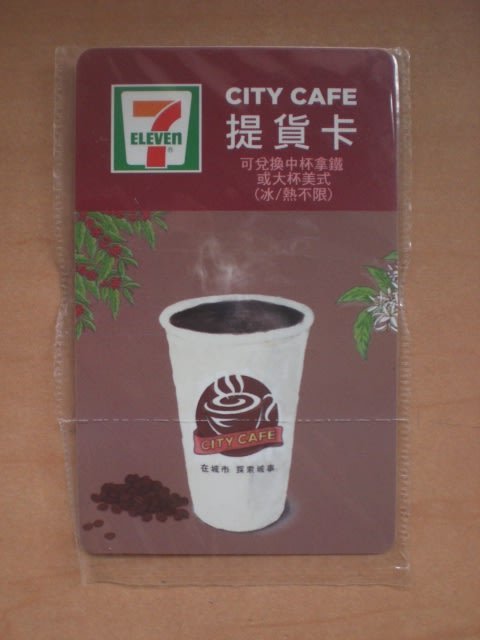 7
ELEVEN
CITY CAFE
提貨卡
可兌換中杯拿鐵
或大杯美式
(冰/熱不限)
CITY CAFE
在城市 探索城事